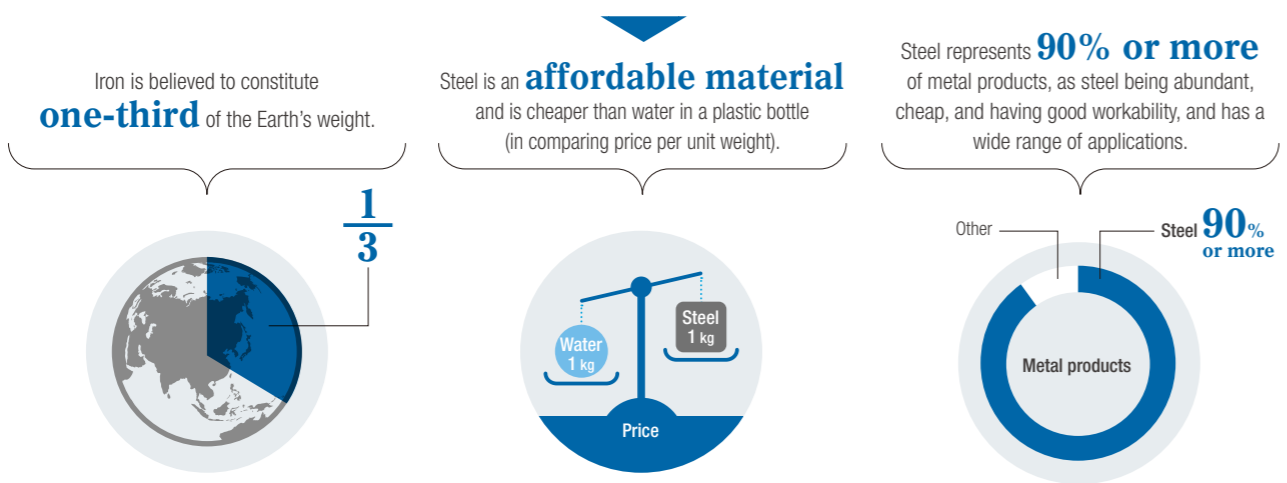 Iron is believed to constitute
one-third of the Earth's weight.
1
3
Steel is an affordable material
and is cheaper than water in a plastic bottle
(in comparing price per unit weight).
Water
1 kg
Steel
1 kg
Price
Steel represents 90% or more
of metal products, as steel being abundant,
cheap, and having good workability, and has a
wide range of applications.
Other
Steel 90%
or more
Metal products